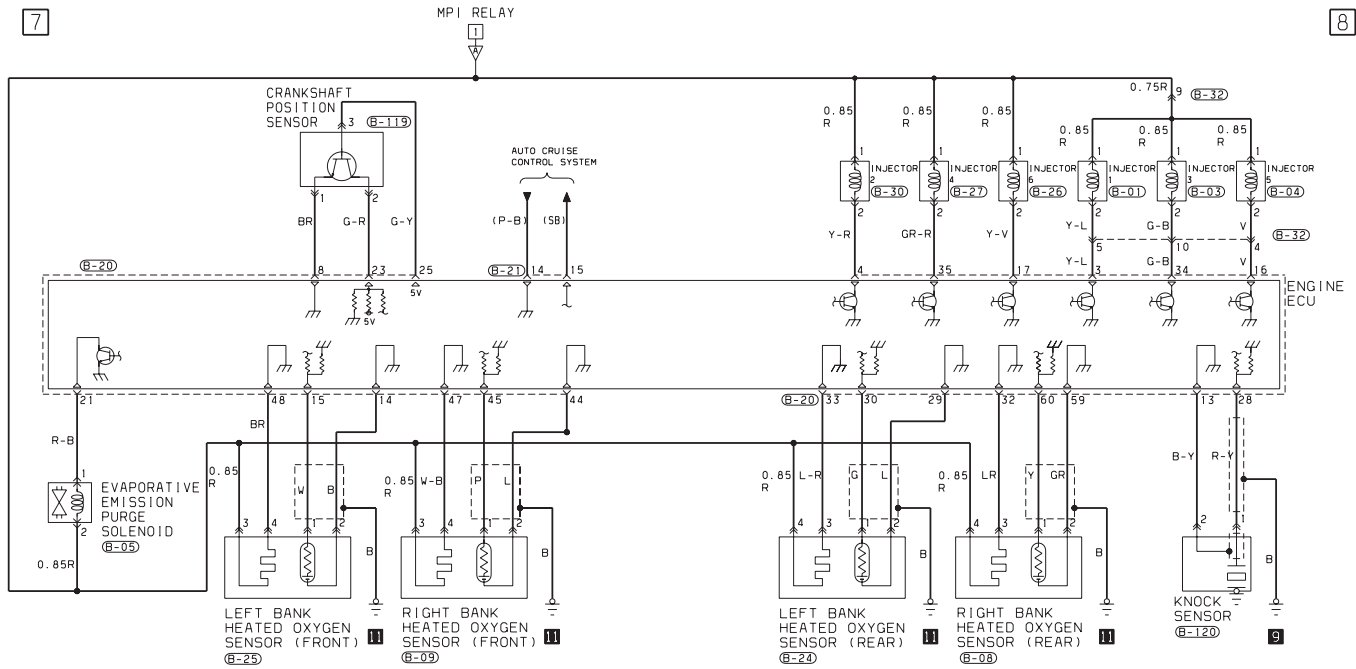 7
MPI RELAY
8
1
A
CRANKSHAFT
POSITION
SENSOR
3
B-119
1
2
BR
G-R
G-Y
AUTO CRUISE
CONTROL SYSTEM
(P-B)
(SB)
0.75R
9
B-32
0.85
R
0.85
R
0.85
R
0.85
R
0.85
R
0.85
R
1
1
1
1
1
1
INJECTOR
2
B-30
INJECTOR
4
B-27
INJECTOR
6
B-26
INJECTOR
1
B-01
INJECTOR
3
B-03
INJECTOR
5
B-04
2
2
2
2
2
2
Y-R
GR-R
Y-V
Y-L
G-B
V
5
10
4
B-32
Y-L
G-B
V
B-20
8
23
25
B-21
14
15
4
35
17
3
34
16
5V
5V
ENGINE
ECU
21
48
15
14
47
45
44
B-20
33
30
29
32
60
59
13
28
R-B
BR
1
EVAPORATIVE
EMISSION
PURGE
SOLENOID
B-05
2
0.85R
0.85
R
W
B
0.85
R
W-B
P
L
0.85
R
L-R
G
L
0.85
R
LR
Y
GR
B-Y
R-Y
3
4
1
2
3
4
1
2
4
3
1
2
4
3
1
2
2
1
B
B
B
B
B
LEFT BANK
HEATED OXYGEN
SENSOR (FRONT)
B-25
11
RIGHT BANK
HEATED OXYGEN
SENSOR (FRONT)
B-09
11
LEFT BANK
HEATED OXYGEN
SENSOR (REAR)
B-24
11
RIGHT BANK
HEATED OXYGEN
SENSOR (REAR)
B-08
11
KNOCK
SENSOR
B-120
9